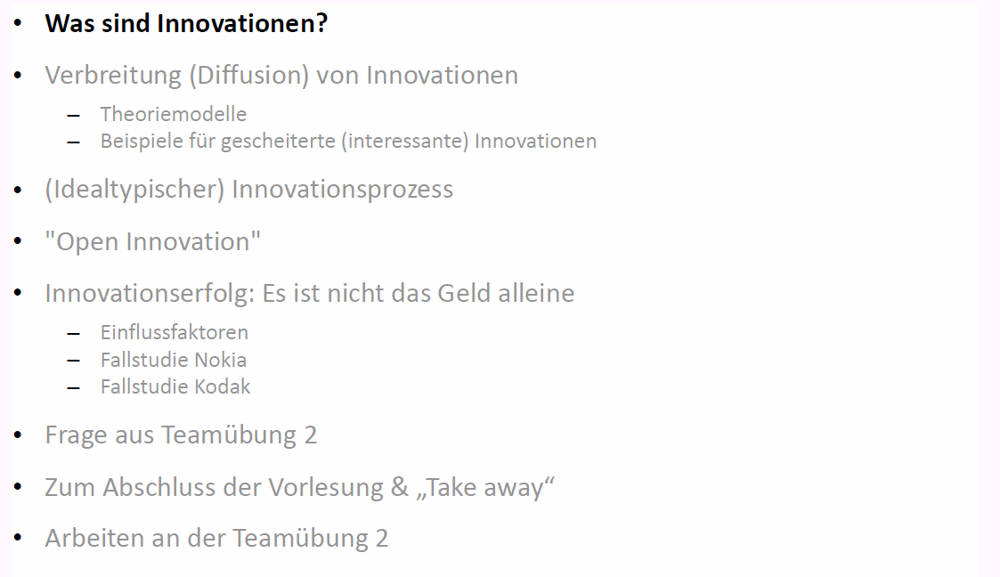 • Was sind Innovationen?
• Verbreitung (Diffusion) von Innovationen
– Theoriemodelle
– Beispiele für gescheiterte (interessante) Innovationen
• (Idealtypischer) Innovationsprozess
• "Open Innovation"
• Innovationserfolg: Es ist nicht das Geld alleine
– Einflussfaktoren
– Fallstudie Nokia
– Fallstudie Kodak
• Frage aus Teamübung 2
• Zum Abschluss der Vorlesung & „Take away“
• Arbeiten an der Teamübung 2